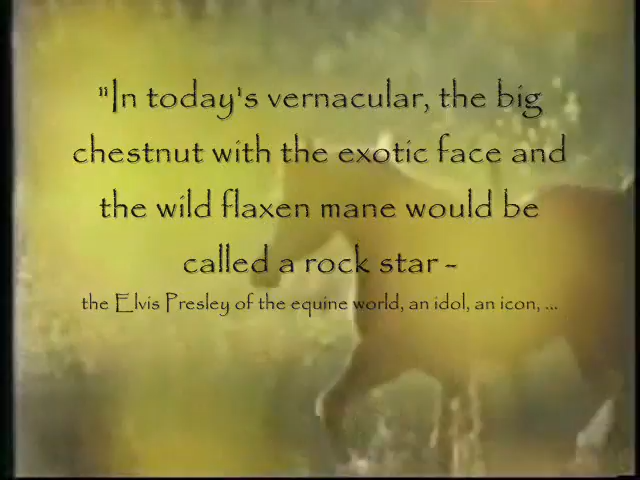 "In today's vernacular, the big
chestnut with the exotic face and
the wild flaxen mane would be
called a rock star -
the Elvis Presley of the equine world, an idol, an icon, ...